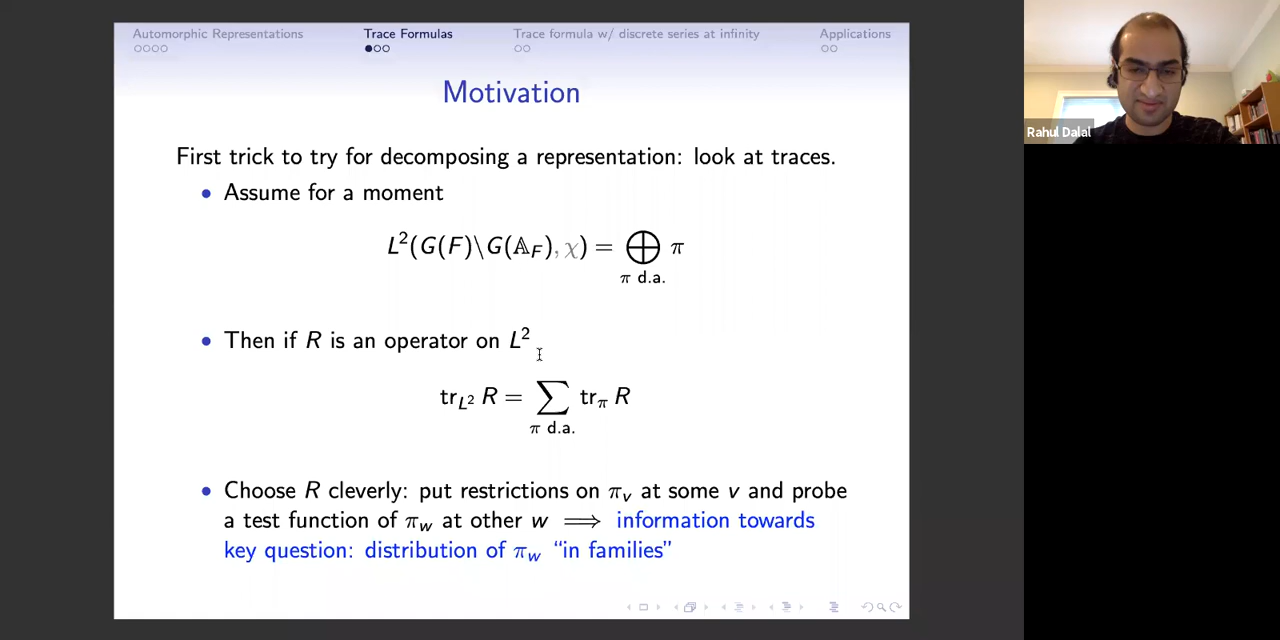 Automorphic Representations Trace Formulas Trace formula w/ discrete series at infinity Applications
Motivation
First trick to try for decomposing a representation: look at traces.
• Assume for a moment
L²(G(F)\G(𝔸_F), χ) = ⊕ π
π d.a.
• Then if R is an operator on L²
tr_{L²} R = ∑ tr_π R
π d.a.
• Choose R cleverly: put restrictions on π_v at some v and probe
a test function of π_w at other w ⟹ information towards
key question: distribution of π_w “in families”
Rahul Dalal